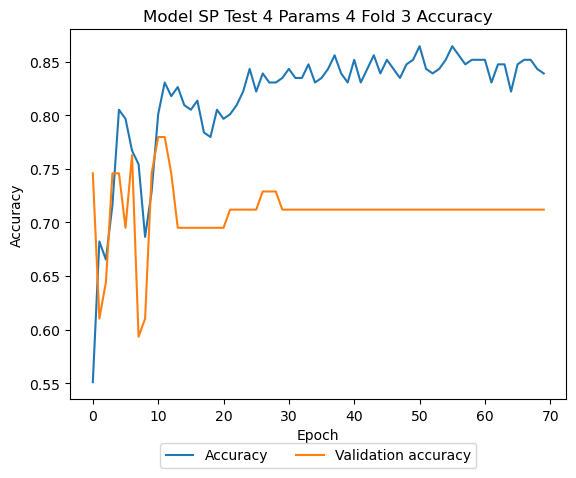 Model SP Test 4 Params 4 Fold 3 Accuracy
0.85
0.80
0.75
0.70
0.65
0.60
0.55
Accuracy
0 10 20 30 40 50 60 70
Epoch
Accuracy Validation accuracy